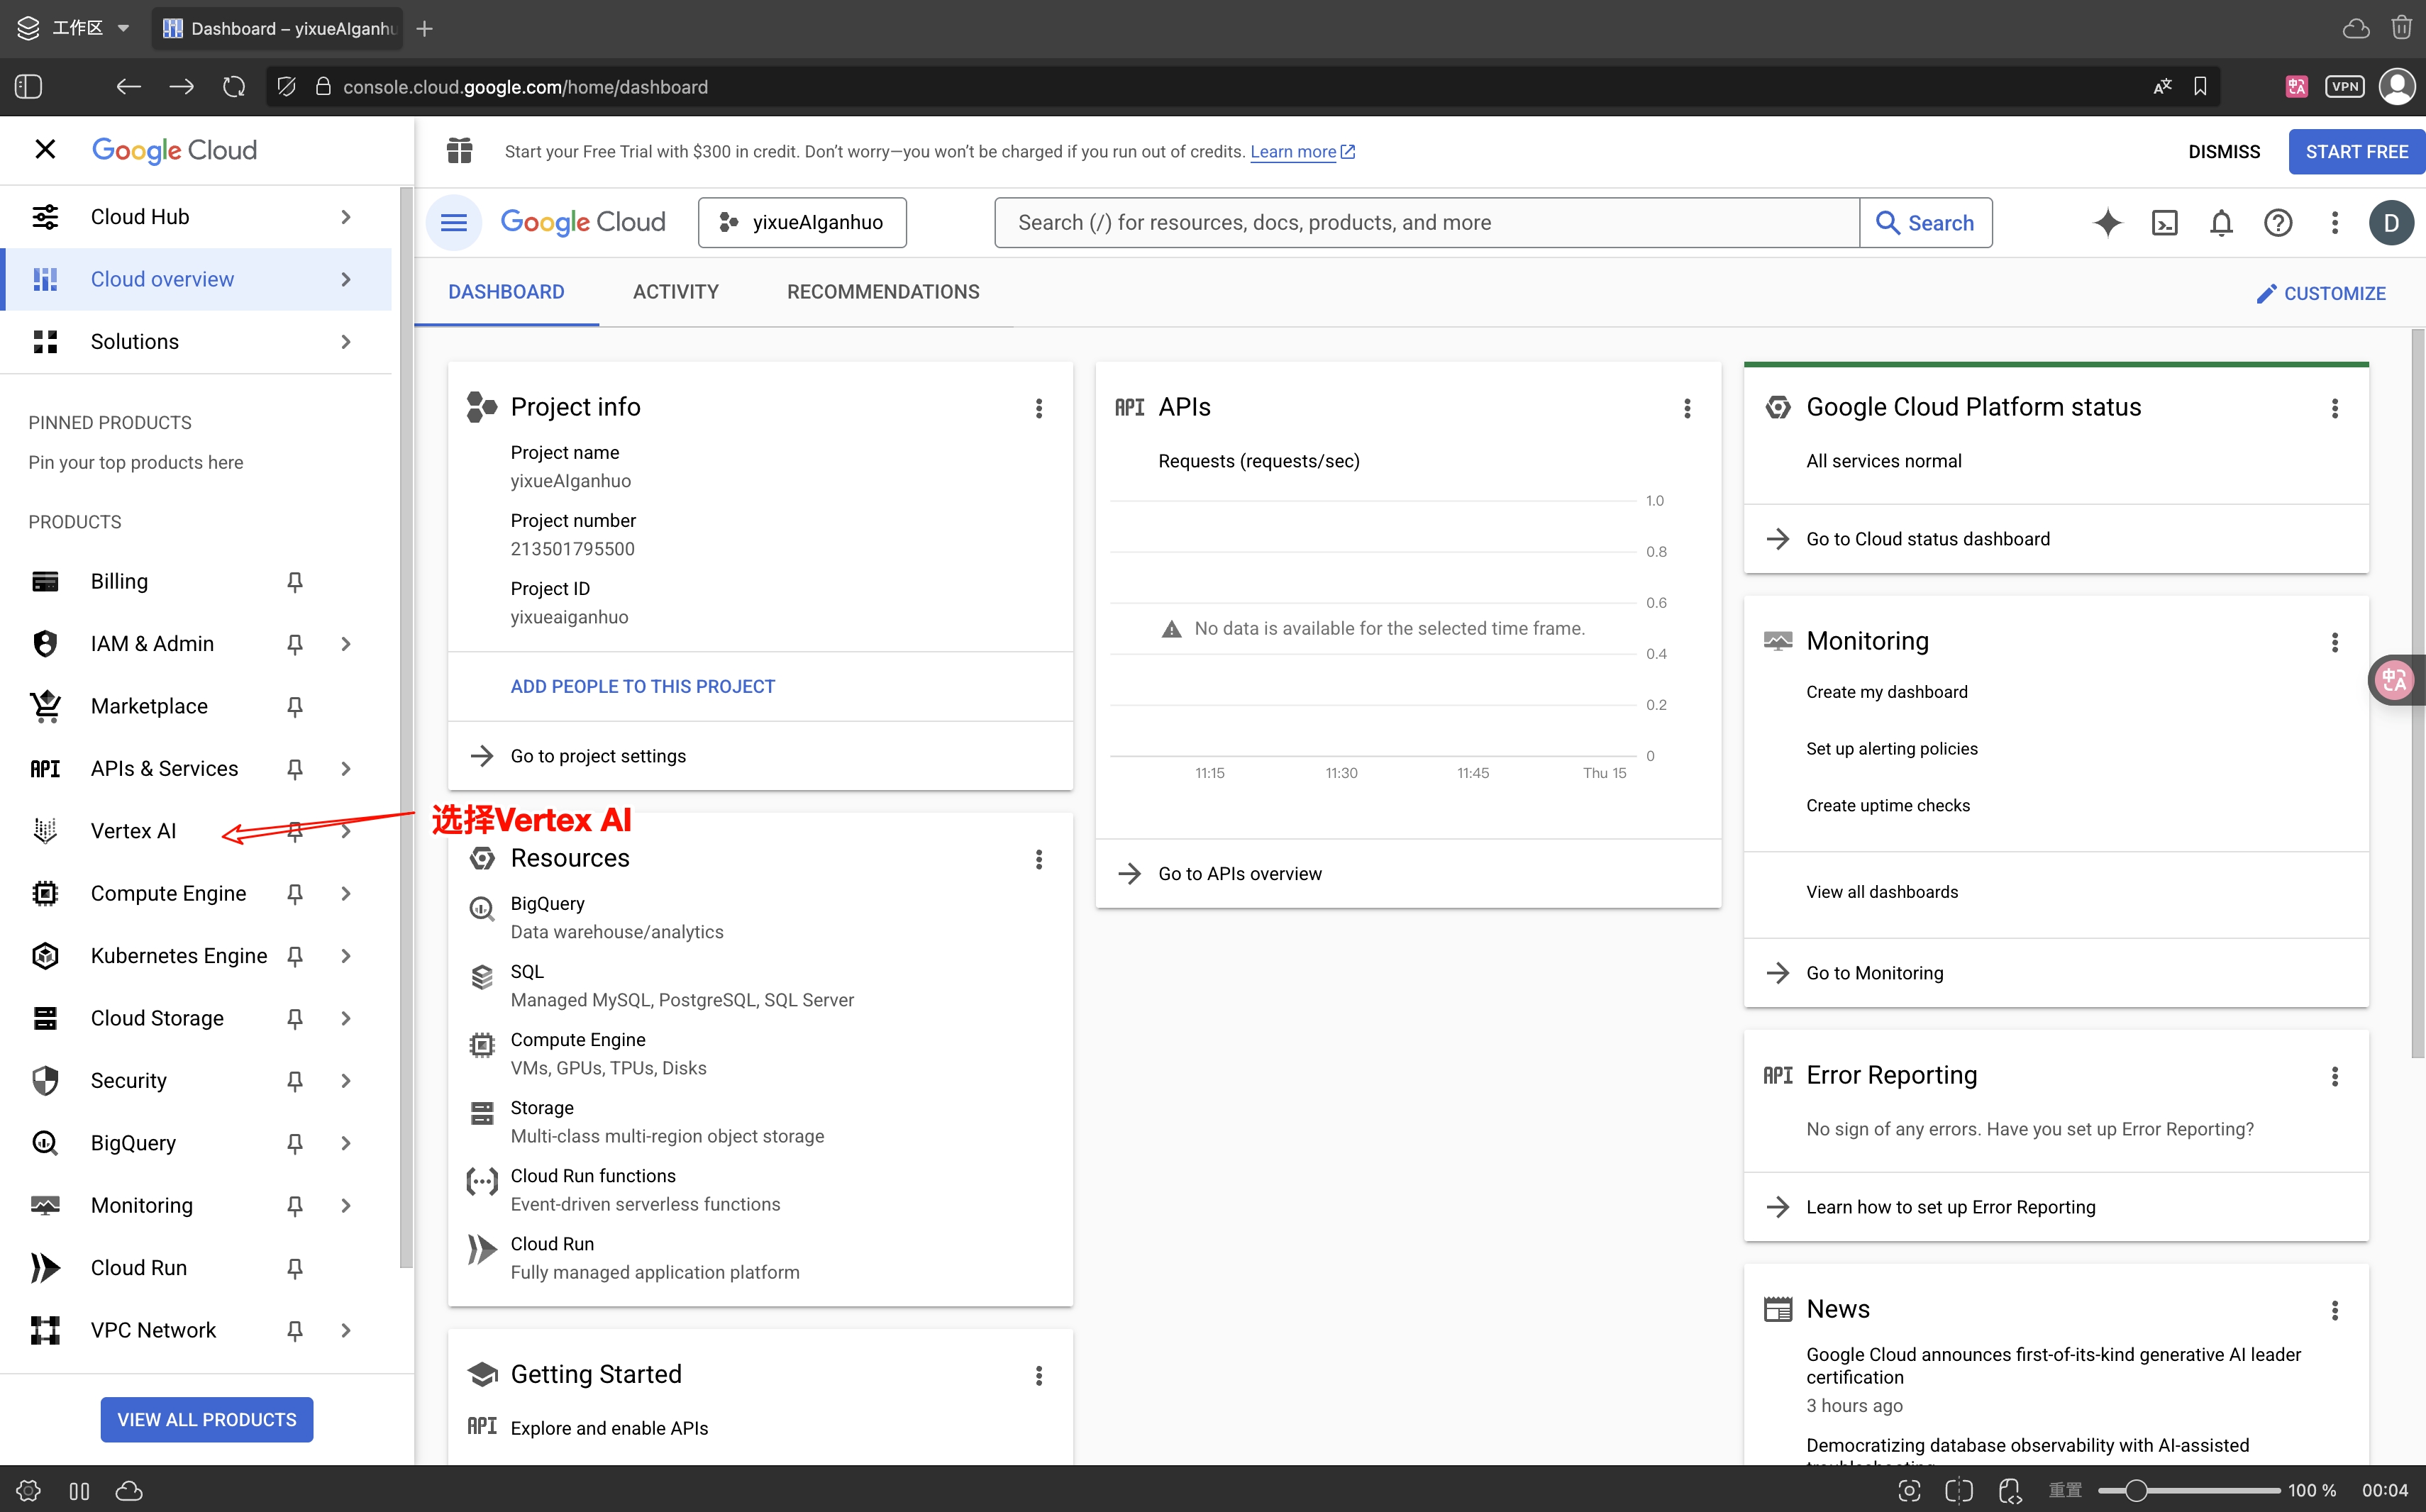 工作区
Dashboard – yixueAIganhu
console.cloud.google.com/home/dashboard
VPN
Google Cloud
Cloud Hub
Cloud overview
Solutions
PINNED PRODUCTS
Pin your top products here
PRODUCTS
Billing
IAM & Admin
Marketplace
API APIs & Services
Vertex AI
Compute Engine
Kubernetes Engine
Cloud Storage
Security
BigQuery
Monitoring
Cloud Run
VPC Network
VIEW ALL PRODUCTS
Start your Free Trial with $300 in credit. Don’t worry—you won’t be charged if you run out of credits. Learn more
DISMISS
START FREE
Google Cloud
yixueAIganhuo
Search (/) for resources, docs, products, and more
Search
D
DASHBOARD
ACTIVITY
RECOMMENDATIONS
CUSTOMIZE
Project info
Project name
yixueAIganhuo
Project number
213501795500
Project ID
yixueaiganhuo
ADD PEOPLE TO THIS PROJECT
Go to project settings
选择Vertex AI
Resources
BigQuery
Data warehouse/analytics
SQL
Managed MySQL, PostgreSQL, SQL Server
Compute Engine
VMs, GPUs, TPUs, Disks
Storage
Multi-class multi-region object storage
Cloud Run functions
Event-driven serverless functions
Cloud Run
Fully managed application platform
Getting Started
API Explore and enable APIs
API APIs
Requests (requests/sec)
1.0
0.8
0.6
No data is available for the selected time frame.
0.4
0.2
0
11:15 11:30 11:45 Thu 15
Go to APIs overview
Google Cloud Platform status
All services normal
Go to Cloud status dashboard
Monitoring
Create my dashboard
Set up alerting policies
Create uptime checks
View all dashboards
Go to Monitoring
API Error Reporting
No sign of any errors. Have you set up Error Reporting?
Learn how to set up Error Reporting
News
Google Cloud announces first-of-its-kind generative AI leader
certification
3 hours ago
Democratizing database observability with AI-assisted
重置
100 %
00:04